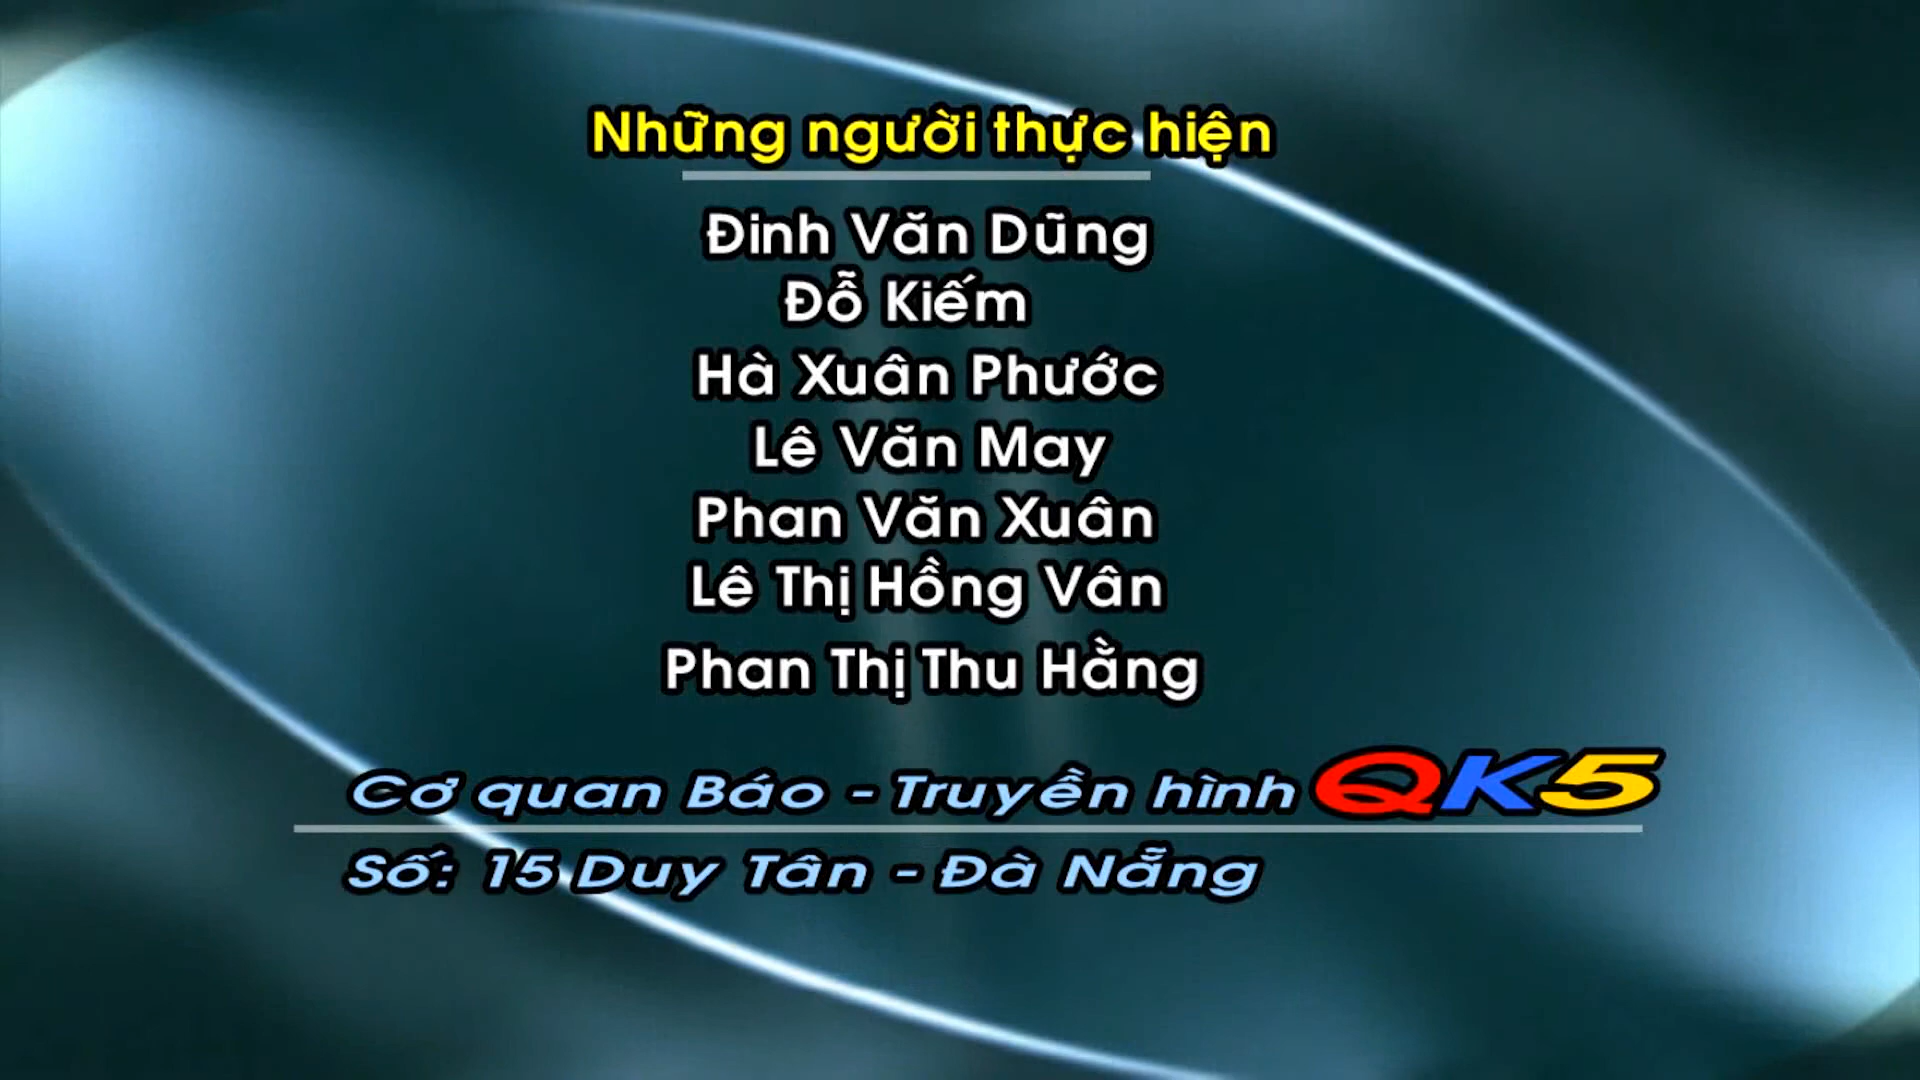 Những người thực hiện
Đinh Văn Dũng
Đỗ Kiếm
Hà Xuân Phước
Lê Văn May
Phan Văn Xuân
Lê Thị Hồng Vân
Phan Thị Thu Hằng
Cơ quan Báo - Truyền hình QK5
Số: 15 Duy Tân - Đà Nẵng